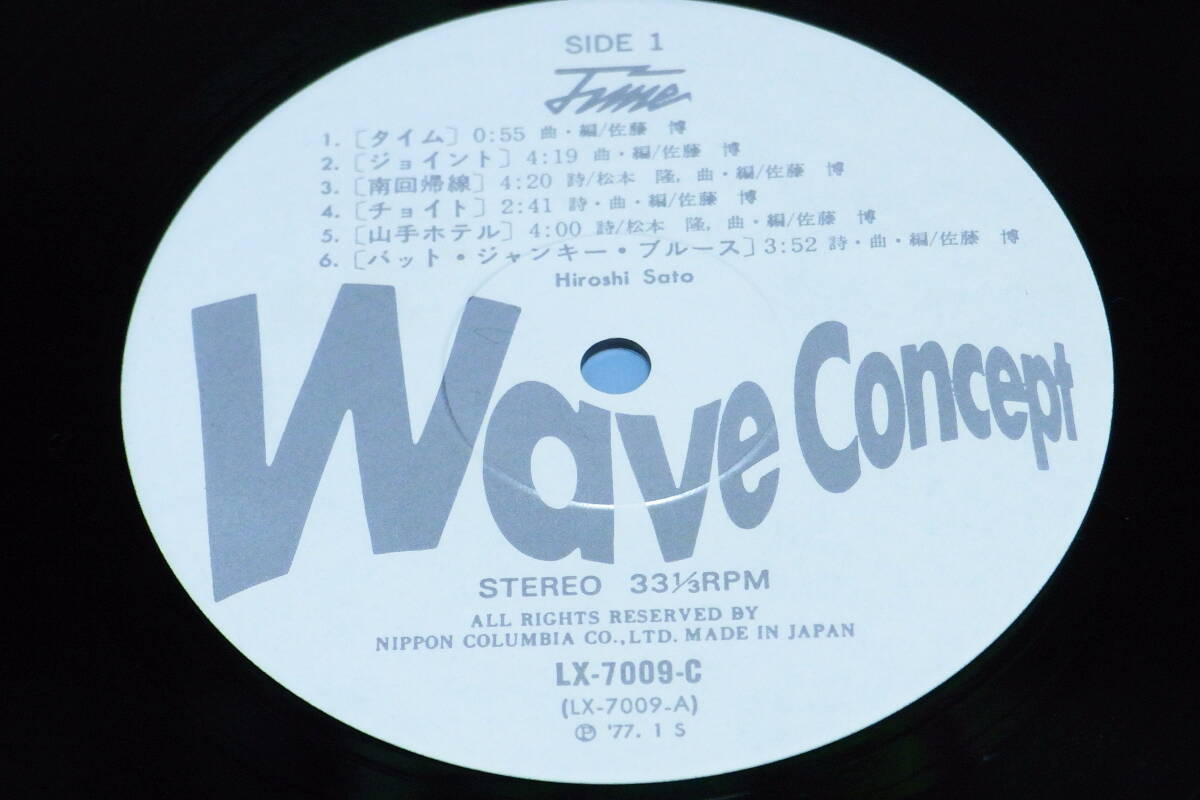 SIDE 1
Time
1. [タイム] 0:55 曲・編/佐藤 博
2. [ジョイント] 4:19 曲・編/佐藤 博
3. [南回帰線] 4:20 詩/松本 隆, 曲・編/佐藤 博
4. [チョイト] 2:41 詩・曲・編/佐藤 博
5. [山手ホテル] 4:00 詩/松本 隆, 曲・編/佐藤 博
6. [バット・ジャンキー・ブルース] 3:52 詩・曲・編/佐藤 博
Hiroshi Sato
Wave Concept
STEREO 33⅓RPM
ALL RIGHTS RESERVED BY
NIPPON COLUMBIA CO.,LTD. MADE IN JAPAN
LX-7009-C
(LX-7009-A)
Ⓟ '77. 1 S